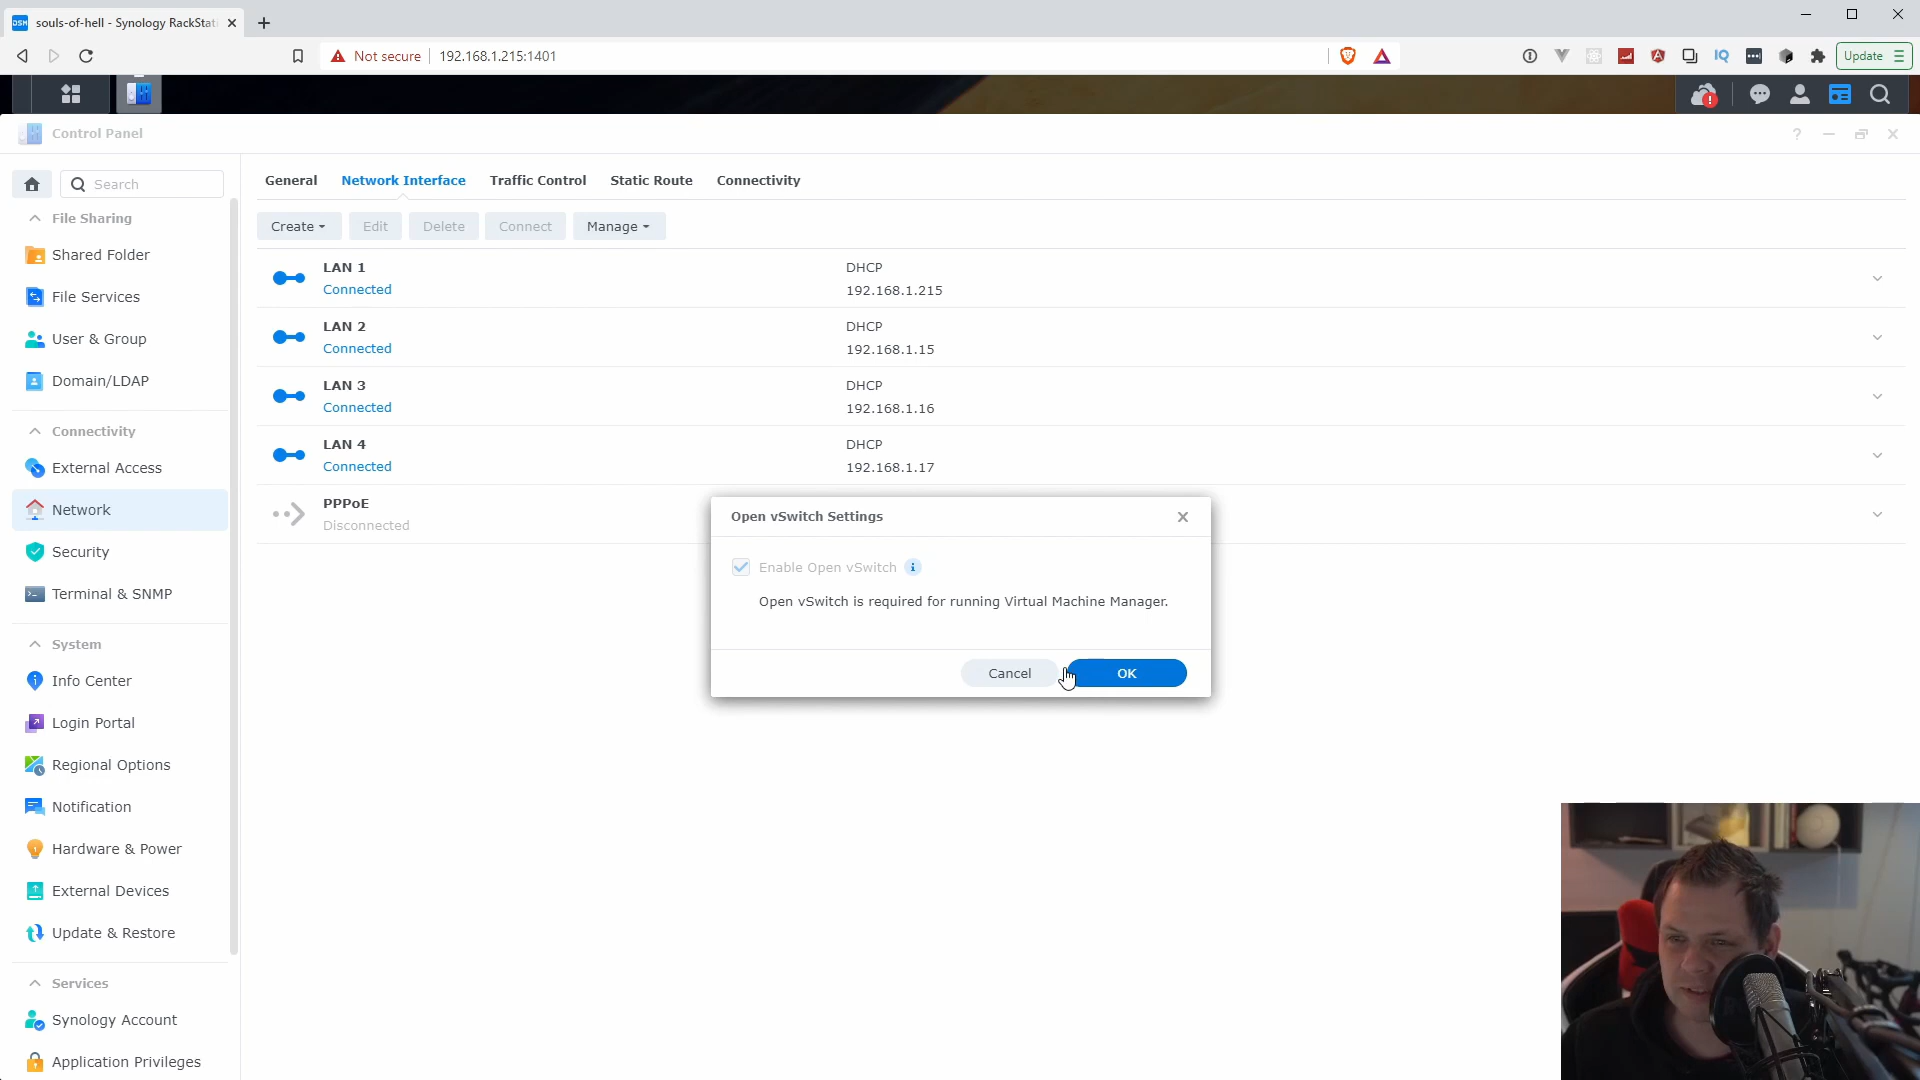 souls-of-hell - Synology RackStati
Not secure
192.168.1.215:1401
Update
Control Panel
Search
File Sharing
Shared Folder
File Services
User & Group
Domain/LDAP
Connectivity
External Access
Network
Security
Terminal & SNMP
System
Info Center
Login Portal
Regional Options
Notification
Hardware & Power
External Devices
Update & Restore
Services
Synology Account
Application Privileges
General
Network Interface
Traffic Control
Static Route
Connectivity
Create
Edit
Delete
Connect
Manage
LAN 1
DHCP
Connected
192.168.1.215
LAN 2
DHCP
Connected
192.168.1.15
LAN 3
DHCP
Connected
192.168.1.16
LAN 4
DHCP
Connected
192.168.1.17
PPPoE
Disconnected
Open vSwitch Settings
Enable Open vSwitch
Open vSwitch is required for running Virtual Machine Manager.
Cancel
OK